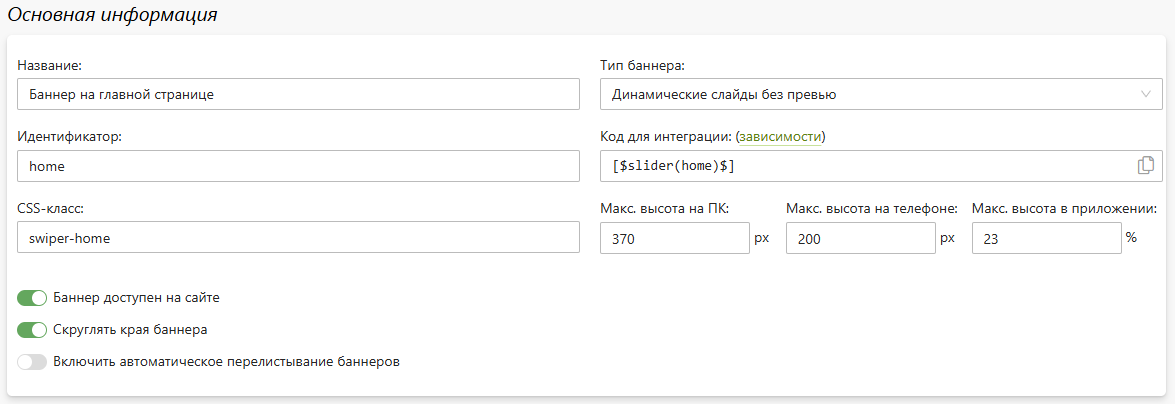 Основная информация
Название:
Тип баннера:
Баннер на главной странице
Динамические слайды без превью
Идентификатор:
Код для интеграции: (зависимости)
home
[$slider(home)$]
CSS-класс:
Макс. высота на ПК:
Макс. высота на телефоне:
Макс. высота в приложении:
swiper-home
370 px
200 px
23 %
Баннер доступен на сайте
Скруглять края баннера
Включить автоматическое перелистывание баннеров